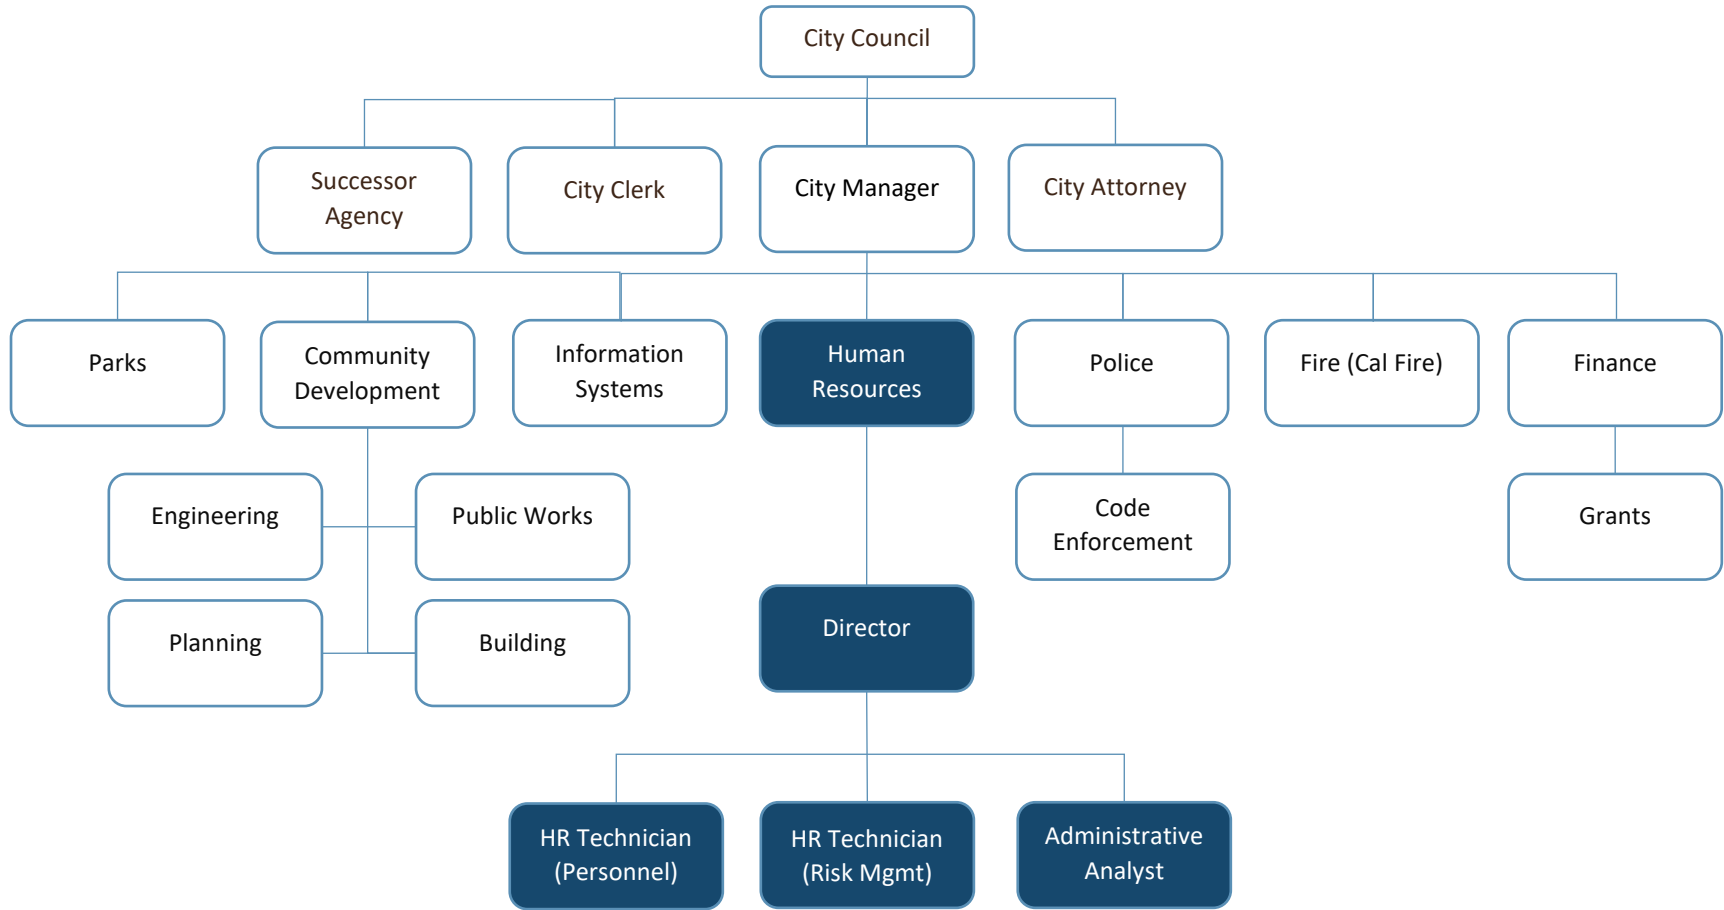 City Council
Successor
Agency
City Clerk
City Manager
City Attorney
Parks
Community
Development
Information
Systems
Human
Resources
Police
Fire (Cal Fire)
Finance
Engineering
Public Works
Code
Enforcement
Grants
Planning
Building
Director
HR Technician
(Personnel)
HR Technician
(Risk Mgmt)
Administrative
Analyst